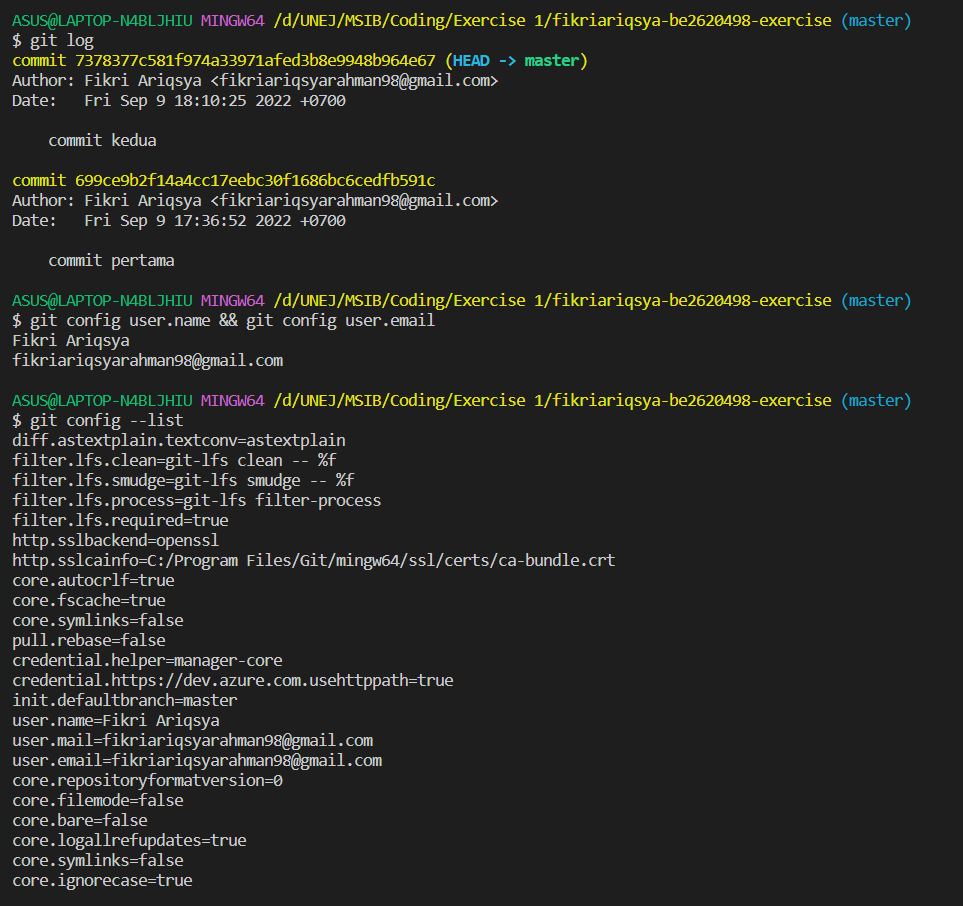 ASUS@LAPTOP-N4BLJHIU MINGW64 /d/UNEJ/MSIB/Coding/Exercise 1/fikriariqsya-be2620498-exercise (master)
$ git log
commit 7378377c581f974a33971afed3b8e9948b964e67 (HEAD -> master)
Author: Fikri Ariqsya <fikriariqsyarahman98@gmail.com>
Date:   Fri Sep 9 18:10:25 2022 +0700

    commit kedua

commit 699ce9b2f14a4cc17eebc30f1686bc6cedfb591c
Author: Fikri Ariqsya <fikriariqsyarahman98@gmail.com>
Date:   Fri Sep 9 17:36:52 2022 +0700

    commit pertama

ASUS@LAPTOP-N4BLJHIU MINGW64 /d/UNEJ/MSIB/Coding/Exercise 1/fikriariqsya-be2620498-exercise (master)
$ git config user.name && git config user.email
Fikri Ariqsya
fikriariqsyarahman98@gmail.com

ASUS@LAPTOP-N4BLJHIU MINGW64 /d/UNEJ/MSIB/Coding/Exercise 1/fikriariqsya-be2620498-exercise (master)
$ git config --list
diff.astextplain.textconv=astextplain
filter.lfs.clean=git-lfs clean -- %f
filter.lfs.smudge=git-lfs smudge -- %f
filter.lfs.process=git-lfs filter-process
filter.lfs.required=true
http.sslbackend=openssl
http.sslcainfo=C:/Program Files/Git/mingw64/ssl/certs/ca-bundle.crt
core.autocrlf=true
core.fscache=true
core.symlinks=false
pull.rebase=false
credential.helper=manager-core
credential.https://dev.azure.com.usehttppath=true
init.defaultbranch=master
user.name=Fikri Ariqsya
user.mail=fikriariqsyarahman98@gmail.com
user.email=fikriariqsyarahman98@gmail.com
core.repositoryformatversion=0
core.filemode=false
core.bare=false
core.logallrefupdates=true
core.symlinks=false
core.ignorecase=true